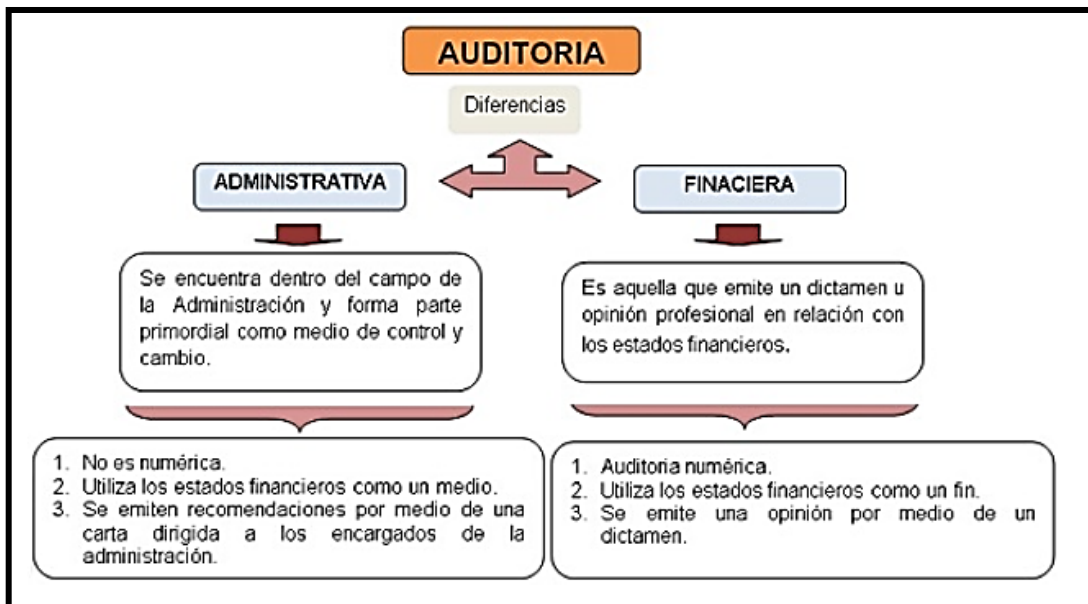 AUDITORIA
Diferencias
ADMINISTRATIVA
FINACIERA
Se encuentra dentro del campo de
la Administración y forma parte
primordial como medio de control y
cambio.
Es aquella que emite un dictamen u
opinión profesional en relación con
los estados financieros.
1. No es numérica.
2. Utiliza los estados financieros como un medio.
3. Se emiten recomendaciones por medio de una
carta dirigida a los encargados de la
administración.
1. Auditoria numérica.
2. Utiliza los estados financieros como un fin.
3. Se emite una opinión por medio de un
dictamen.